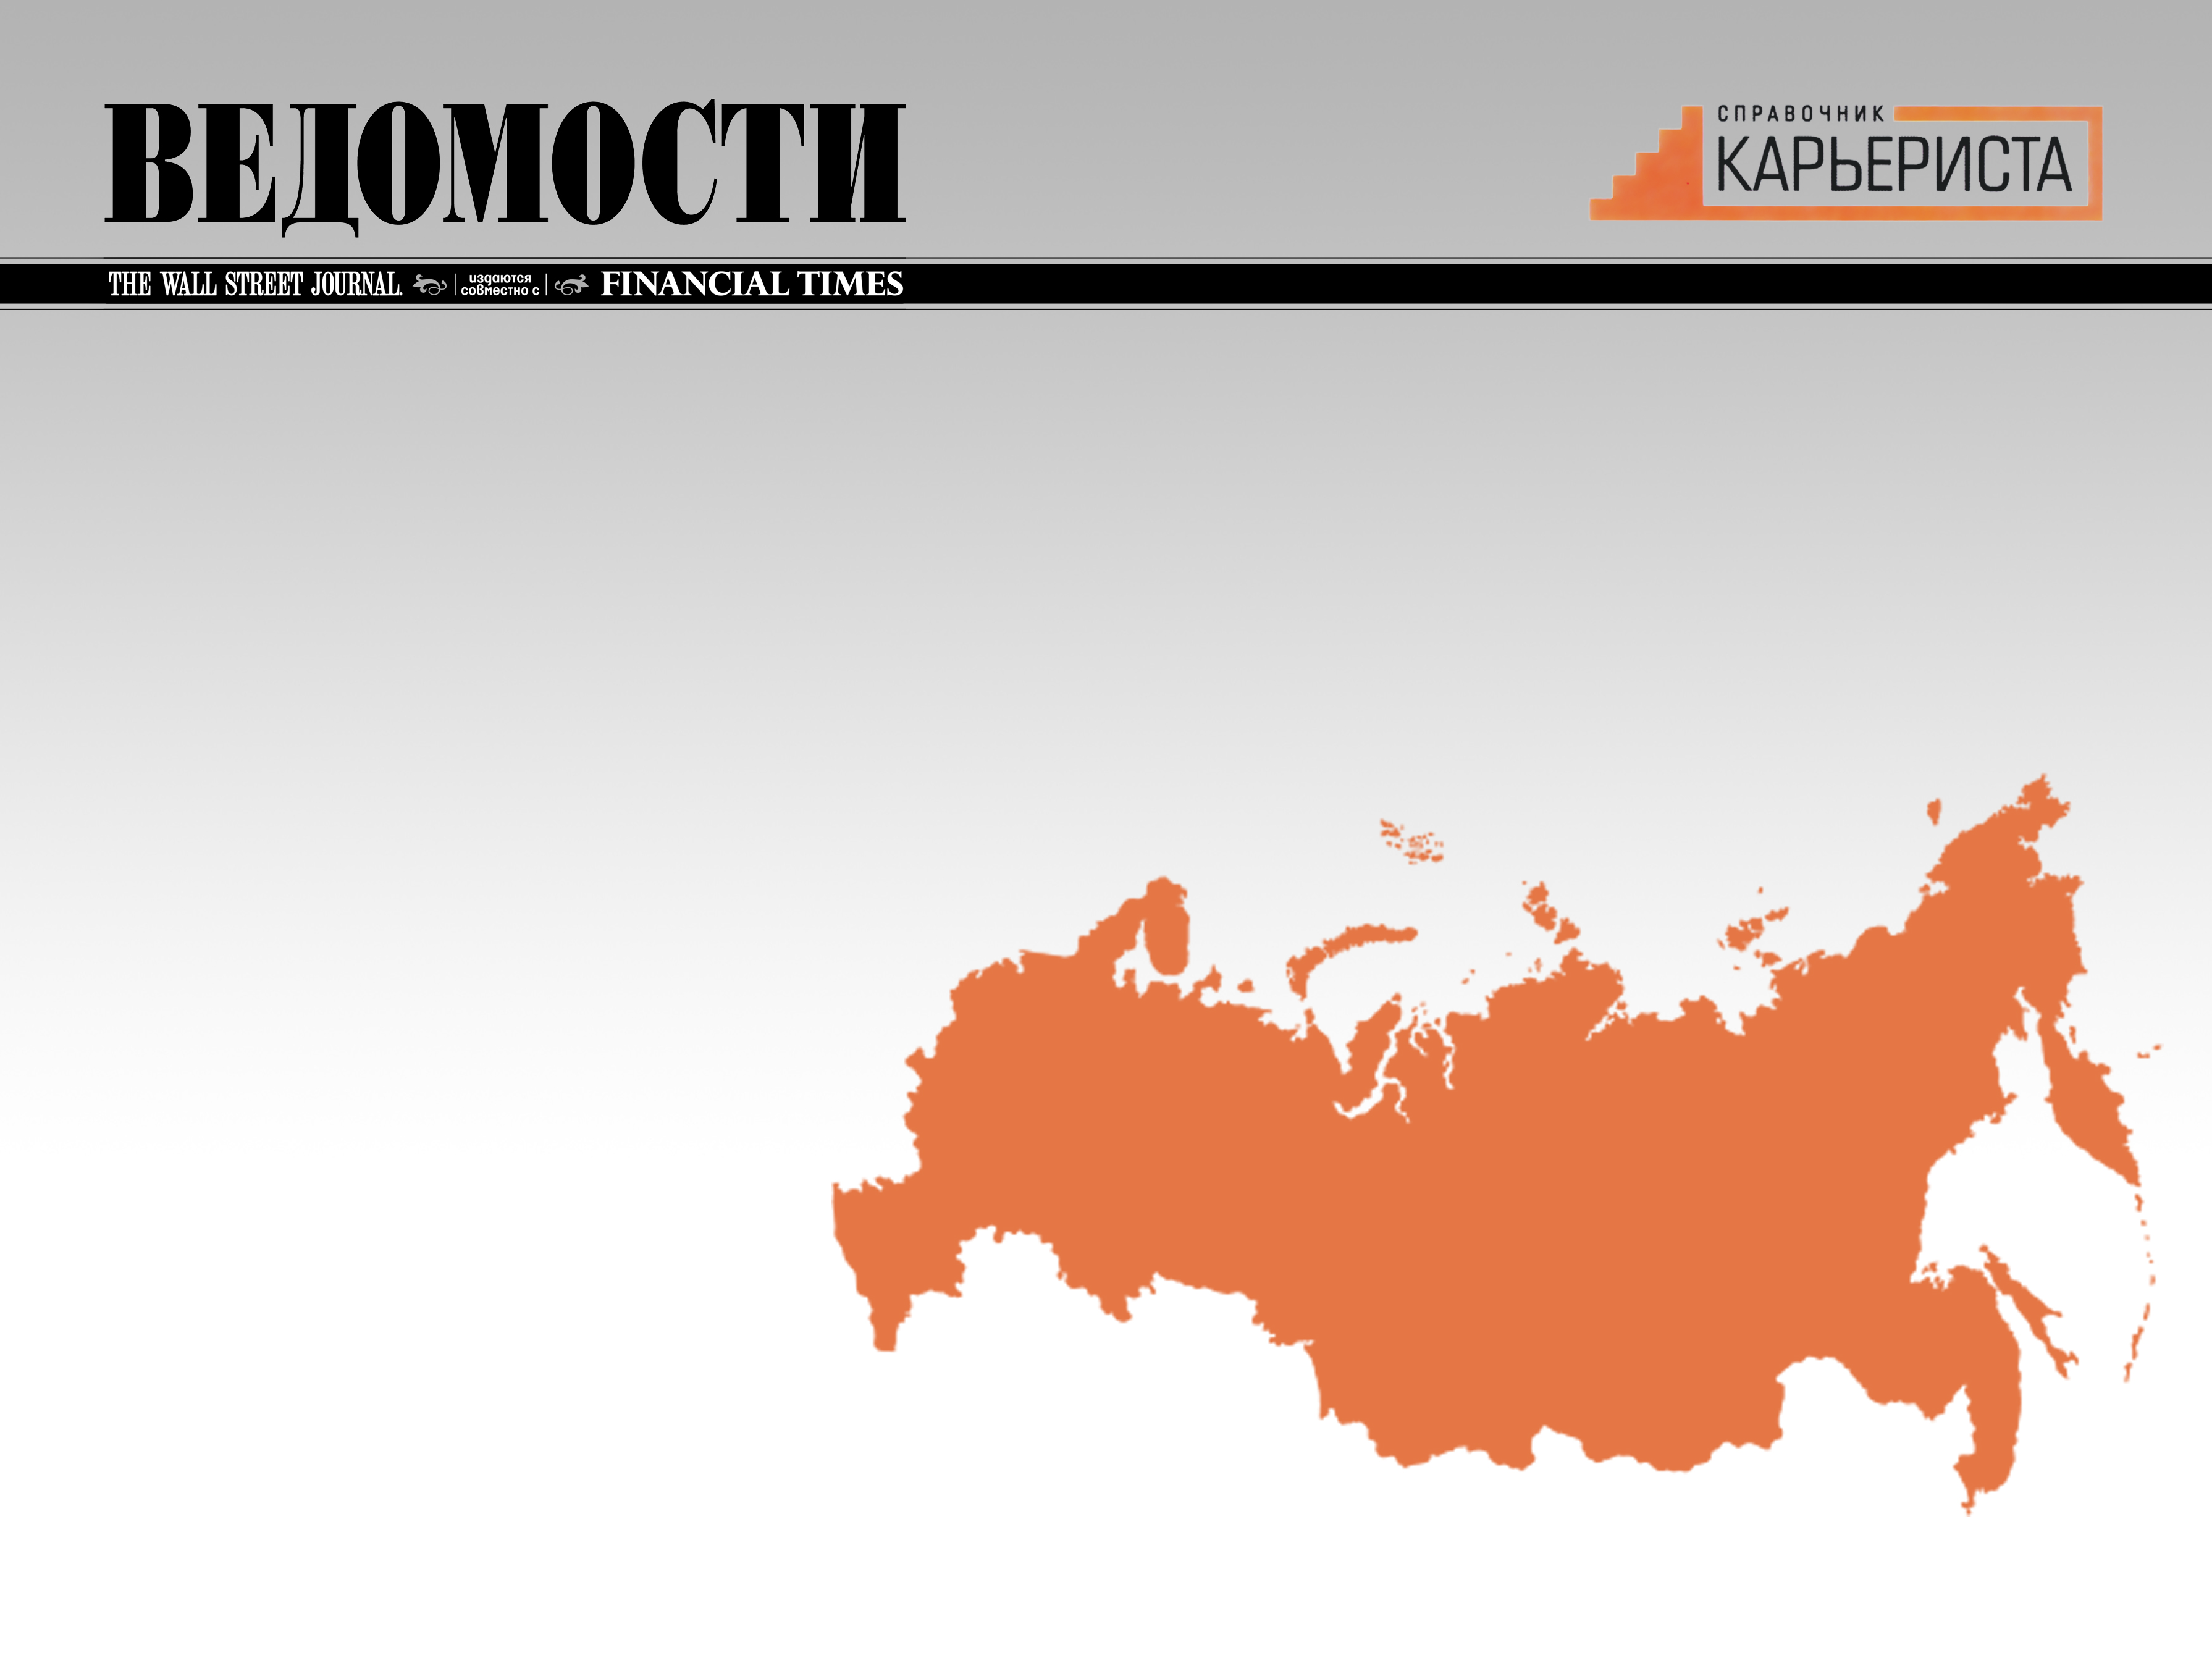 ВЕДОМОСТИ
СПРАВОЧНИК
КАРЬЕРИСТА
THE WALL STREET JOURNAL. издаются совместно с FINANCIAL TIMES